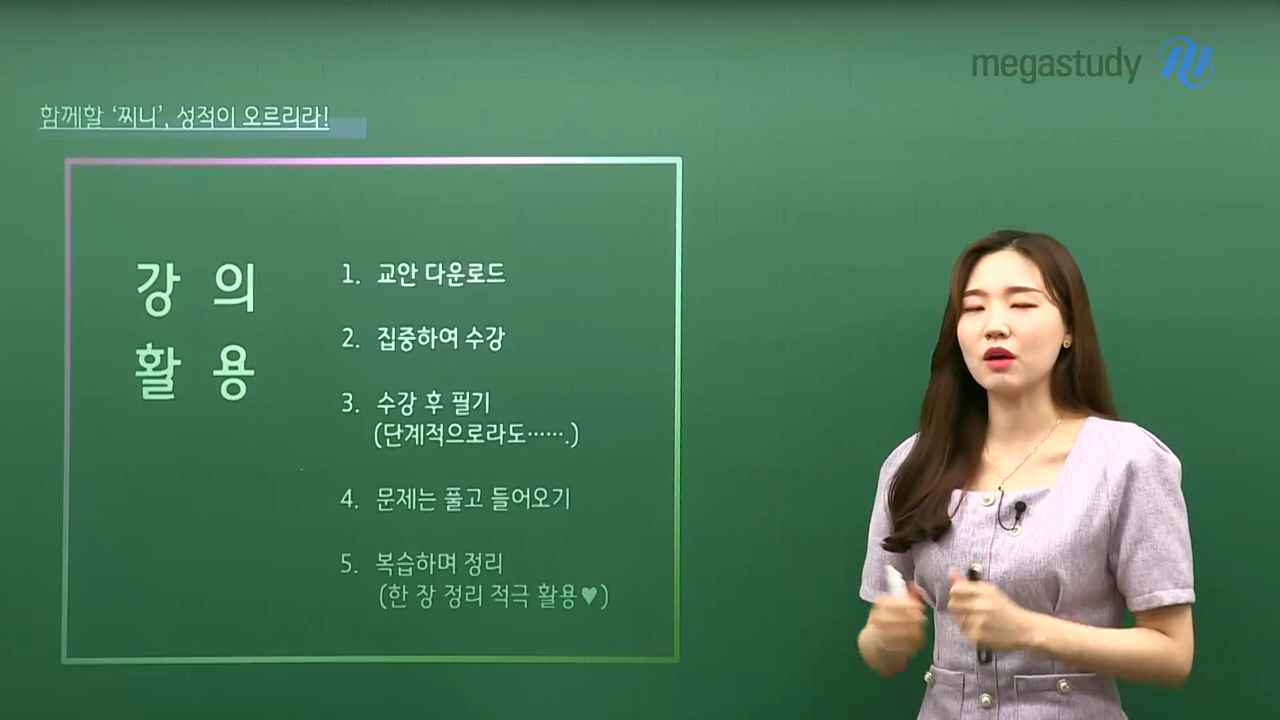 megastudy
함께할 ‘찌니’, 성적이 오르리라!
강 의
활 용
1. 교안 다운로드
2. 집중하여 수강
3. 수강 후 필기
(단계적으로라도…….)
4. 문제는 풀고 들어오기
5. 복습하며 정리
(한 장 정리 적극 활용♥)